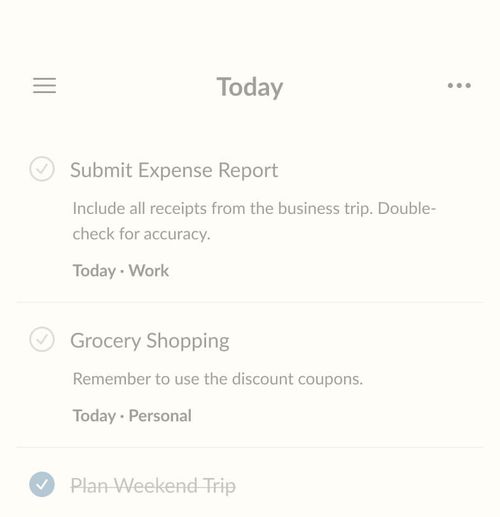 Today
Submit Expense Report
Include all receipts from the business trip. Double-
check for accuracy.
Today · Work
Grocery Shopping
Remember to use the discount coupons.
Today · Personal
Plan Weekend Trip